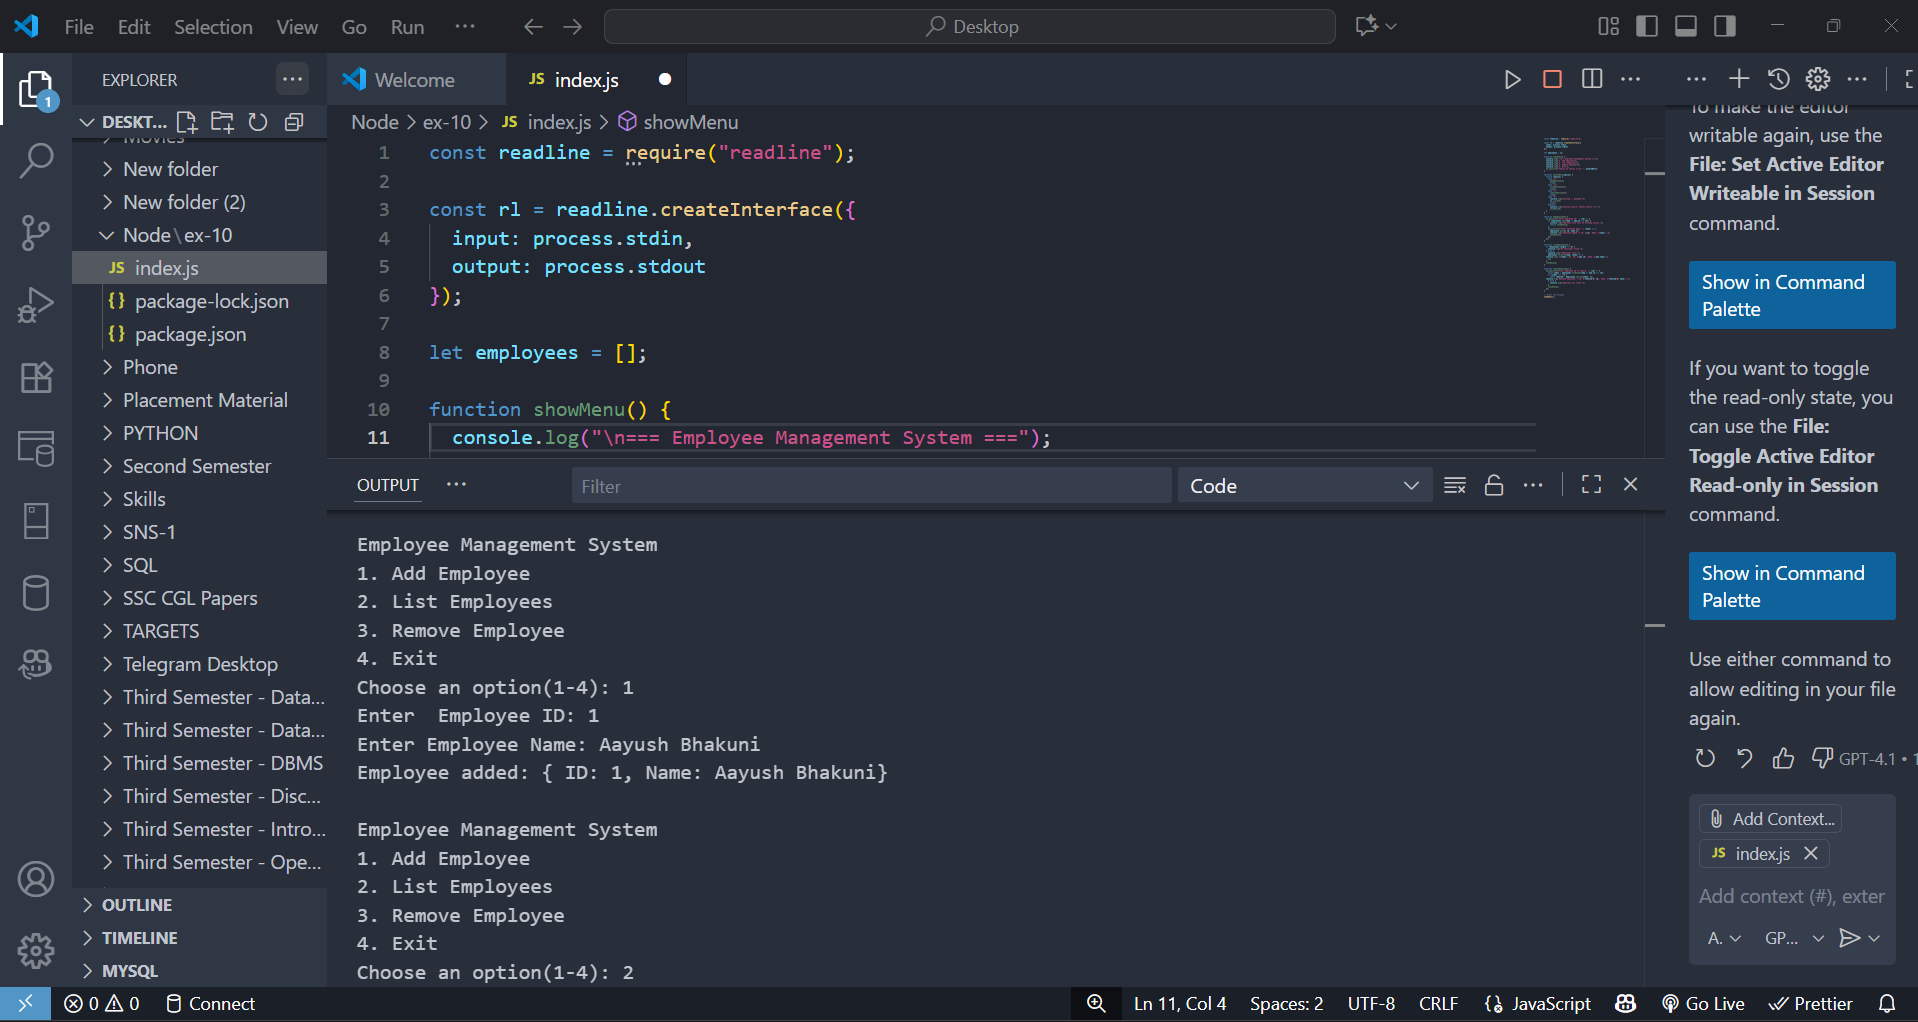 File Edit Selection View Go Run ··· Desktop
EXPLORER
1
DESKT...
Movies
New folder
New folder (2)
Node\ex-10
JS index.js
{} package-lock.json
{} package.json
Phone
Placement Material
PYTHON
Second Semester
Skills
SNS-1
SQL
SSC CGL Papers
TARGETS
Telegram Desktop
Third Semester - Data...
Third Semester - Data...
Third Semester - DBMS
Third Semester - Disc...
Third Semester - Intro...
Third Semester - Ope...
OUTLINE
TIMELINE
MYSQL
Welcome JS index.js
Node > ex-10 > JS index.js > showMenu
1 const readline = require("readline");
2
3 const rl = readline.createInterface({
4 input: process.stdin,
5 output: process.stdout
6 });
7
8 let employees = [];
9
10 function showMenu() {
11 console.log("\n=== Employee Management System ===");
OUTPUT ··· Filter Code
Employee Management System
1. Add Employee
2. List Employees
3. Remove Employee
4. Exit
Choose an option(1-4): 1
Enter  Employee ID: 1
Enter Employee Name: Aayush Bhakuni
Employee added: { ID: 1, Name: Aayush Bhakuni}
Employee Management System
1. Add Employee
2. List Employees
3. Remove Employee
4. Exit
Choose an option(1-4): 2
To make the editor
writable again, use the
File: Set Active Editor
Writeable in Session
command.
Show in Command
Palette
If you want to toggle
the read-only state, you
can use the File:
Toggle Active Editor
Read-only in Session
command.
Show in Command
Palette
Use either command to
allow editing in your file
again.
GPT-4.1 • 1
Add Context...
JS index.js
Add context (#), exter
A. GP...
0 0 Connect Ln 11, Col 4 Spaces: 2 UTF-8 CRLF {} JavaScript Go Live Prettier